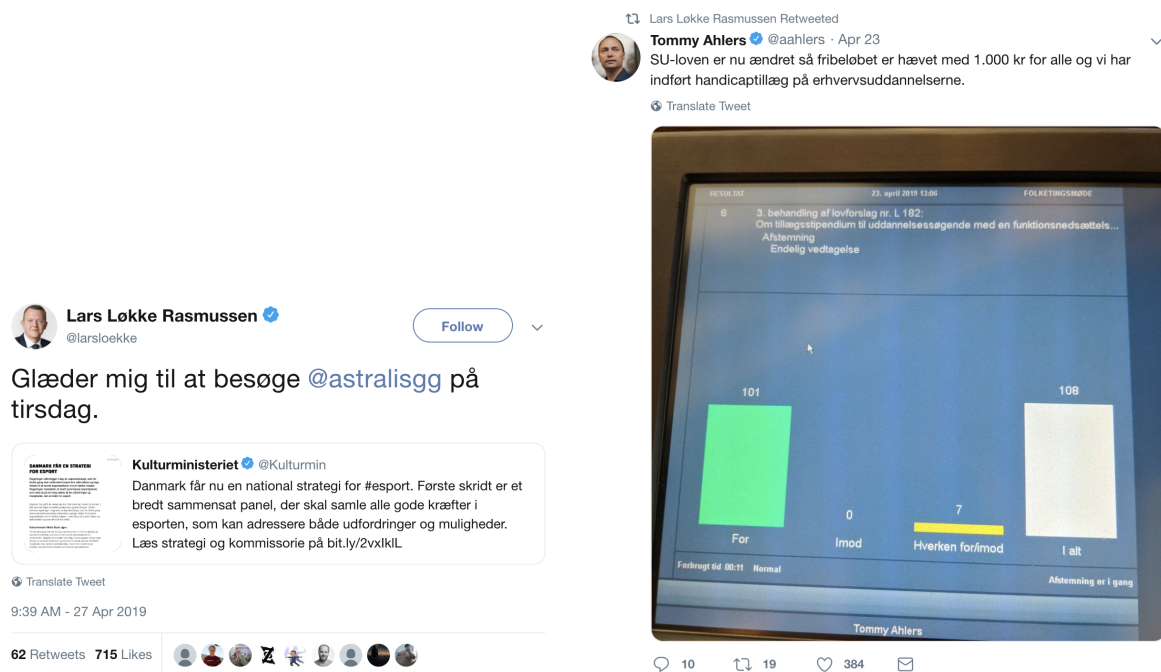 Lars Løkke Rasmussen
@larsloekke
Follow
Glæder mig til at besøge @astralisgg på
tirsdag.
DANMARK FÅR EN STRATEGI
FOR ESPORT
Kulturministeriet @Kulturmin
Danmark får nu en national strategi for #esport. Første skridt er et
bredt sammensat panel, der skal samle alle gode kræfter i
esporten, som kan adressere både udfordringer og muligheder.
Læs strategi og kommissorie på bit.ly/2vxIkIL
Translate Tweet
9:39 AM - 27 Apr 2019
62 Retweets 715 Likes
Lars Løkke Rasmussen Retweeted
Tommy Ahlers @aahlers · Apr 23
SU-loven er nu ændret så fribeløbet er hævet med 1.000 kr for alle og vi har
indført handicaptillæg på erhvervsuddannelserne.
Translate Tweet
RESULTAT 23. april 2019 13:06 FOLKETINGSMØDE
6 3. behandling af lovforslag nr. L 182:
Om tillægsstipendium til uddannelsessøgende med en funktionsnedsættels...
Afstemning
Endelig vedtagelse
101
0
7
108
For
Imod
Hverken for/imod
I alt
Forbrugt tid 00:11 Normal
Afstemning er i gang
Tommy Ahlers
10 19 384